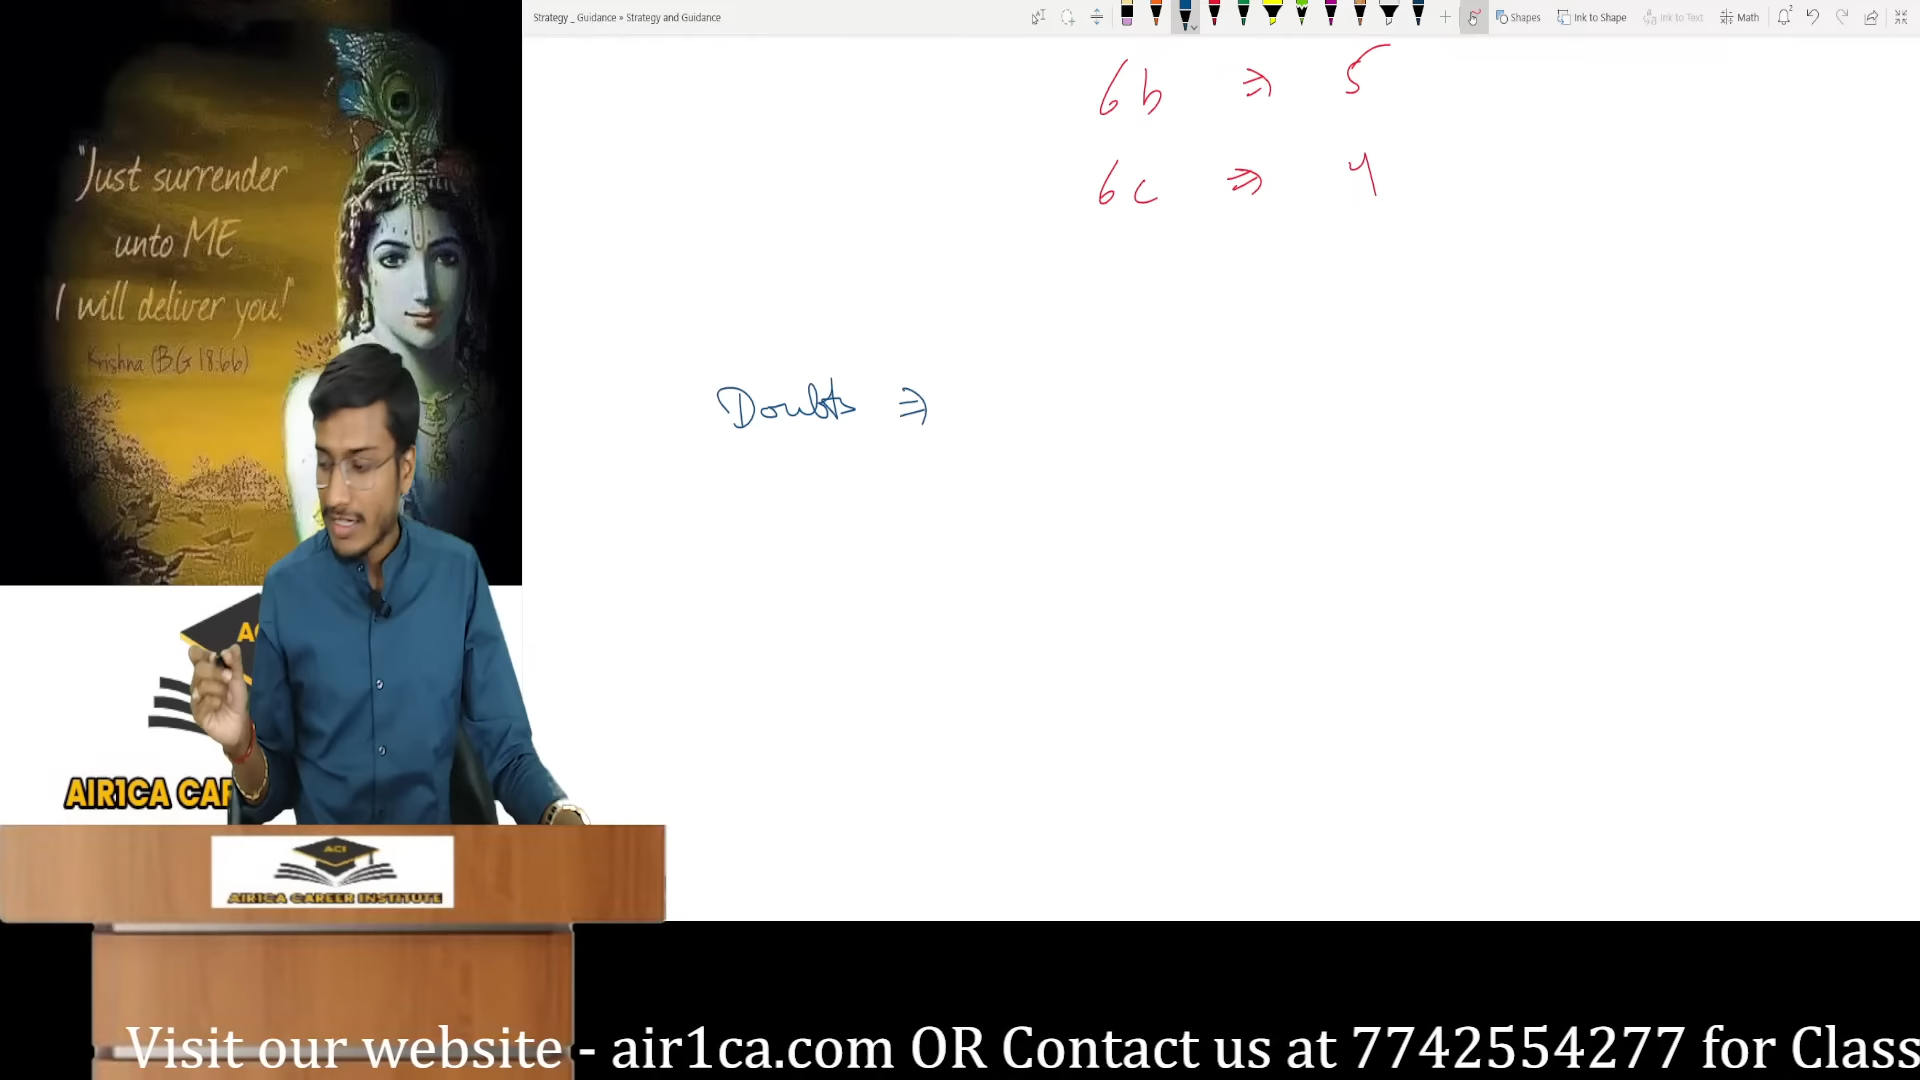 Strategy _ Guidance » Strategy and Guidance
Shapes
Ink to Shape
Ink to Text
Math
6b ⇒ 5
6c ⇒ 4
Doubts ⇒
"Just surrender
unto ME
I will deliver you!"
Krishna (B.G 18:66)
AC
AIR1CA CAR
ACI
AIR1CA CAREER INSTITUTE
Visit our website - air1ca.com OR Contact us at 7742554277 for Class